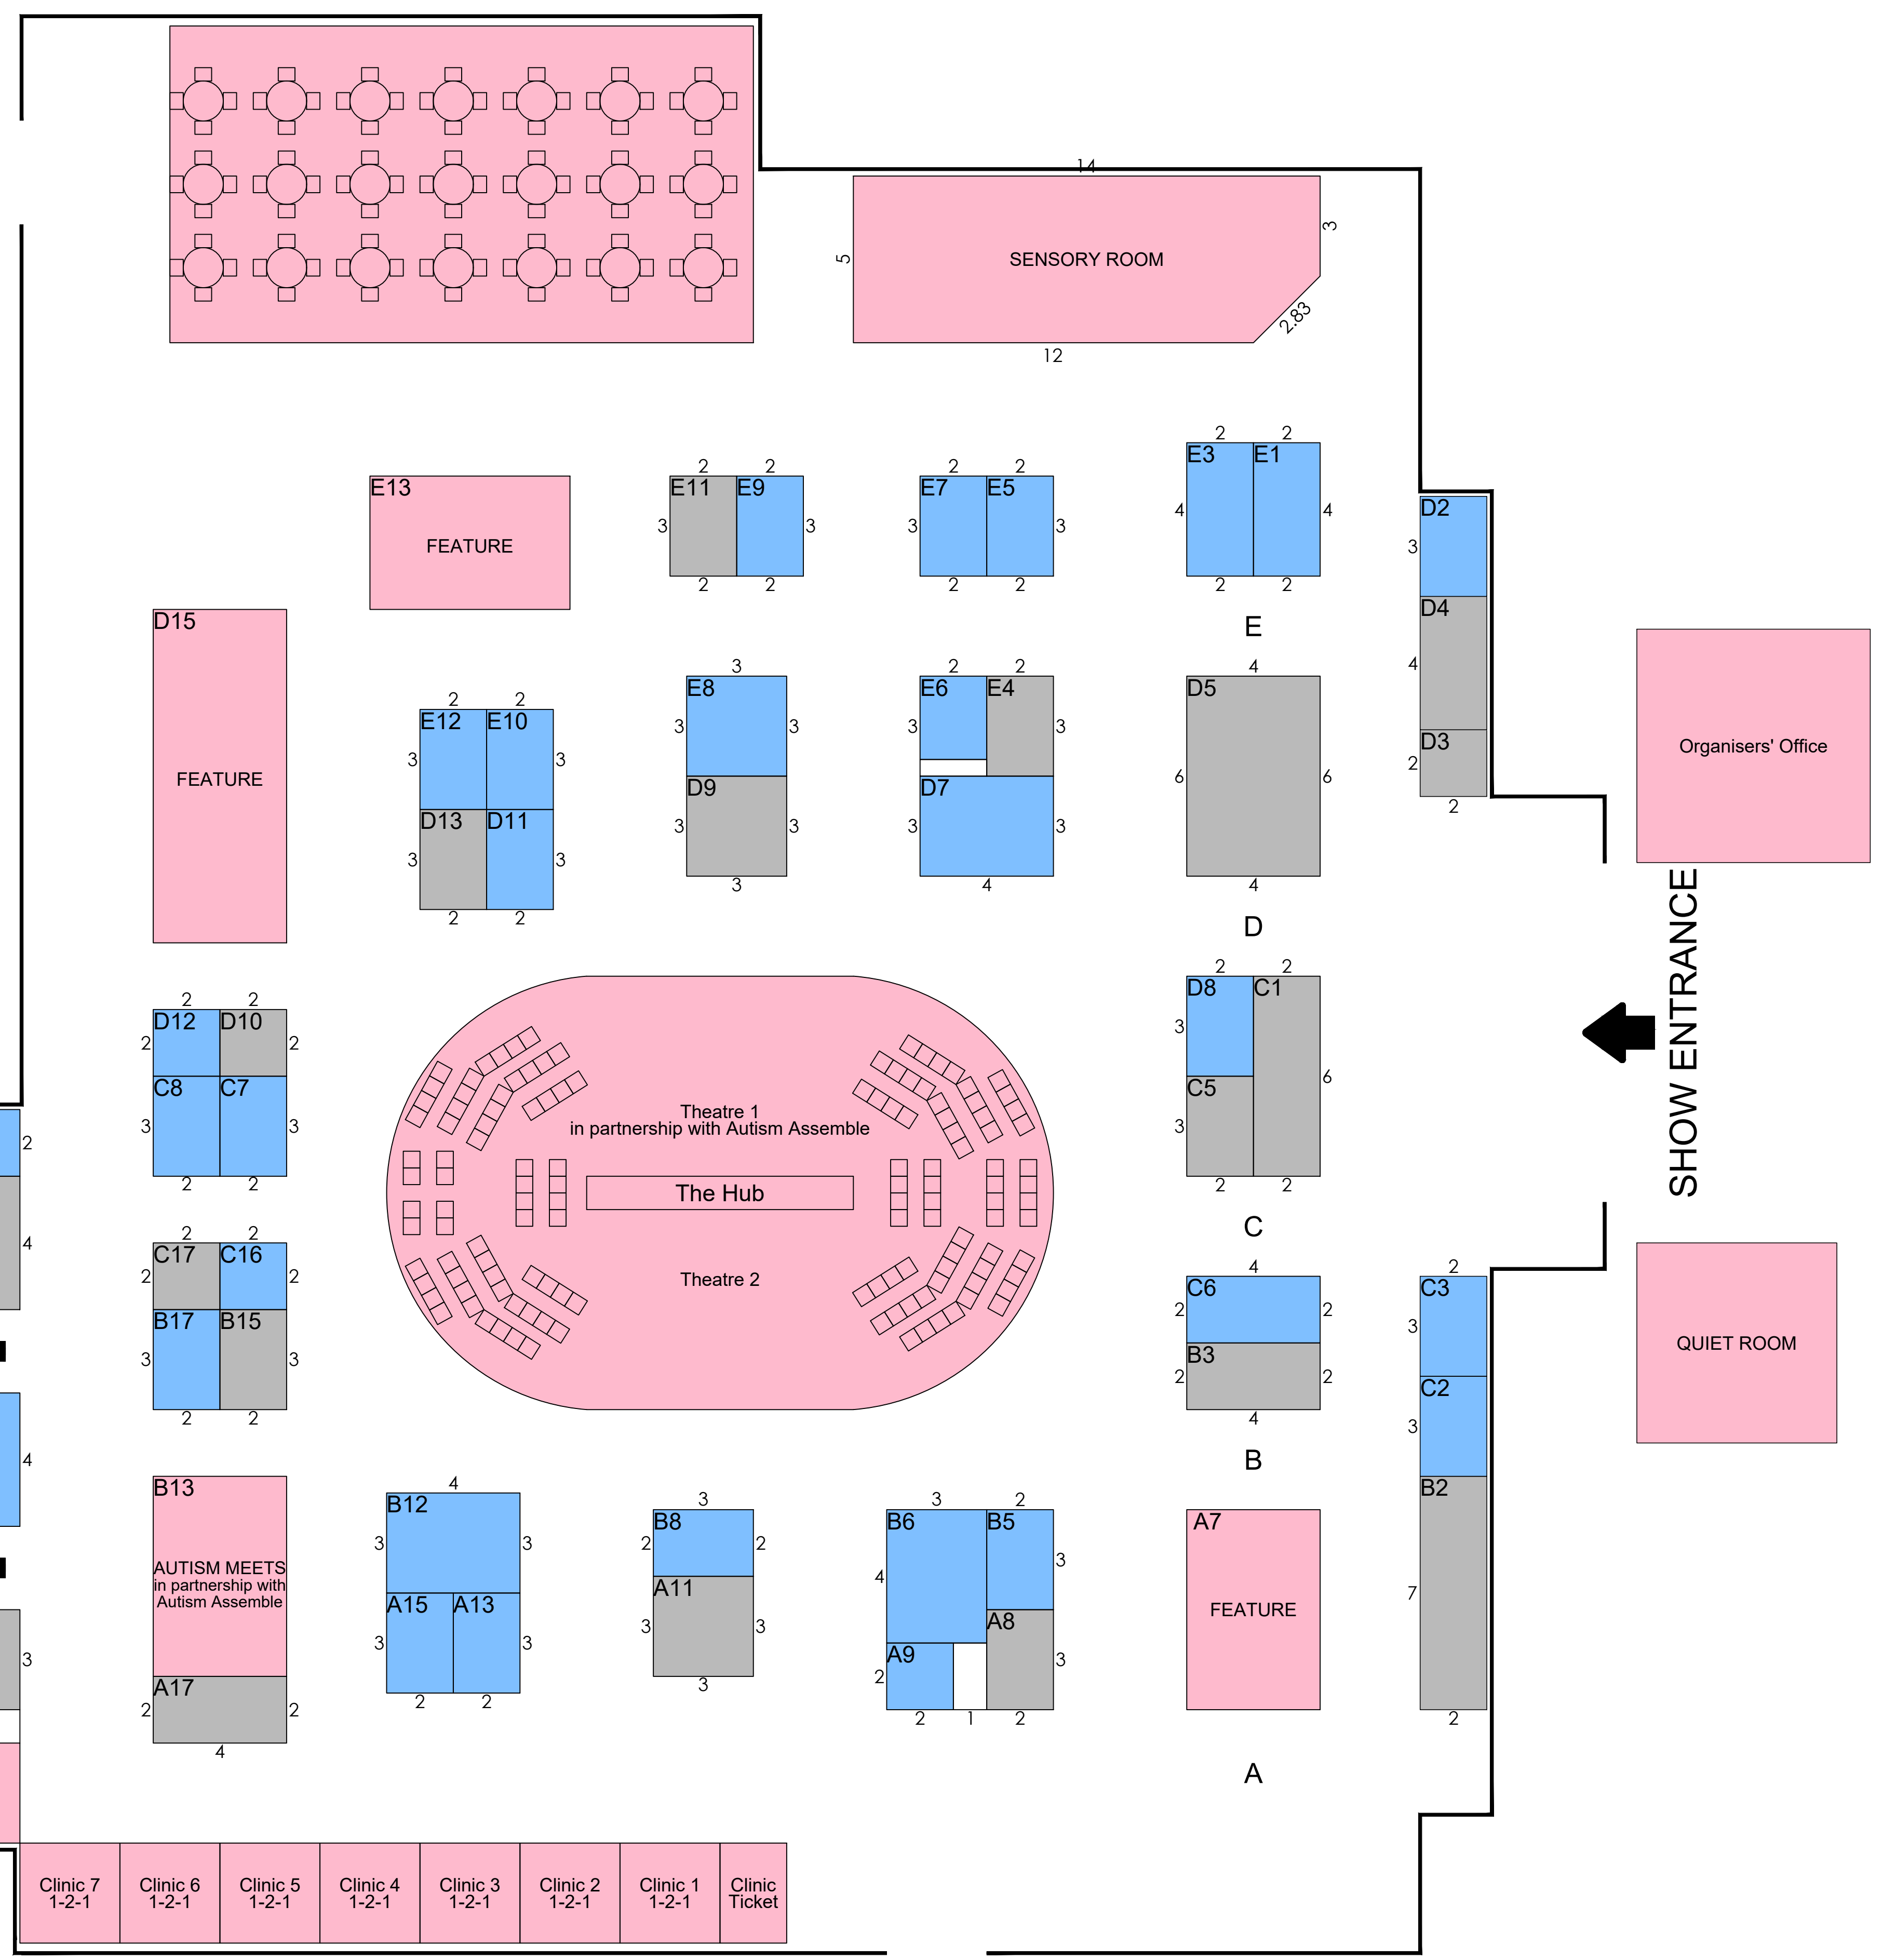 14
3
5
SENSORY ROOM
2.83
12
2 2
E3 E1
4 4
2 2
2 2
E11 E9
3 3
2 2
2 2
E7 E5
3 3
2 2
E13
FEATURE
D2
3
D4
4
D3
2
2
E
D15
FEATURE
2 2
E12 E10
3 3
D13 D11
3 3
2 2
3
E8
3 3
D9
3 3
3
2 2
E6 E4
3 3
D7
3 3
4
4
D5
6 6
4
Organisers' Office
D
SHOW ENTRANCE
2 2
D12 D10
2 2
C8 C7
3 3
2 2
Theatre 1
in partnership with Autism Assemble
The Hub
Theatre 2
2 2
D8 C1
3
C5
6
3
2 2
C
2
4
4
3
2 2
C17 C16
2 2
B17 B15
3 3
2 2
4
C6
2 2
B3
2 2
4
B
2
C3
3
C2
3
B2
7
2
QUIET ROOM
B13
AUTISM MEETS
in partnership with
Autism Assemble
A17
2 2
4
4
B12
3 3
A15 A13
3 3
2 2
3
B8
2 2
A11
3 3
3
3 2
B6 B5
4 3
A8
A9
2 3
2 1 2
A7
FEATURE
A
Clinic 7
1-2-1
Clinic 6
1-2-1
Clinic 5
1-2-1
Clinic 4
1-2-1
Clinic 3
1-2-1
Clinic 2
1-2-1
Clinic 1
1-2-1
Clinic
Ticket